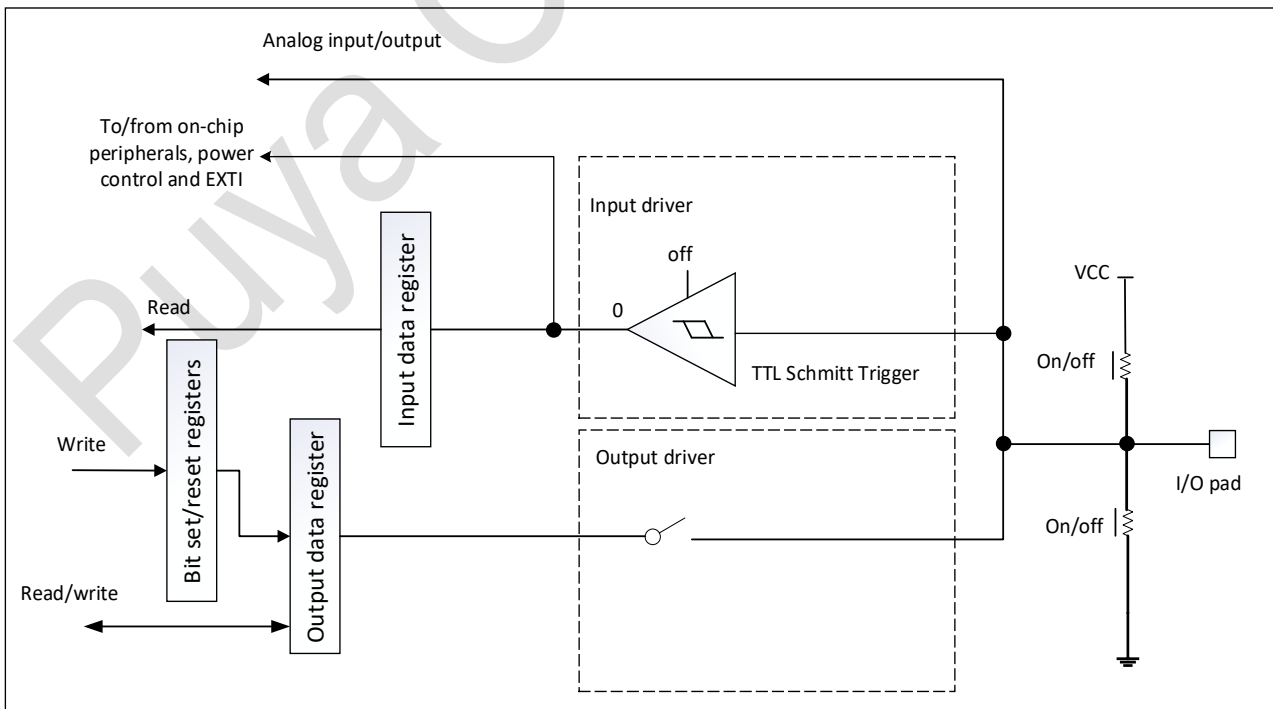 Analog input/output
To/from on-chip
peripherals, power
control and EXTI
Input driver
off
VCC
Input data register
0
Read
On/off
TTL Schmitt Trigger
Bit set/reset registers
Write
Output data register
Output driver
I/O pad
On/off
Read/write
Puya